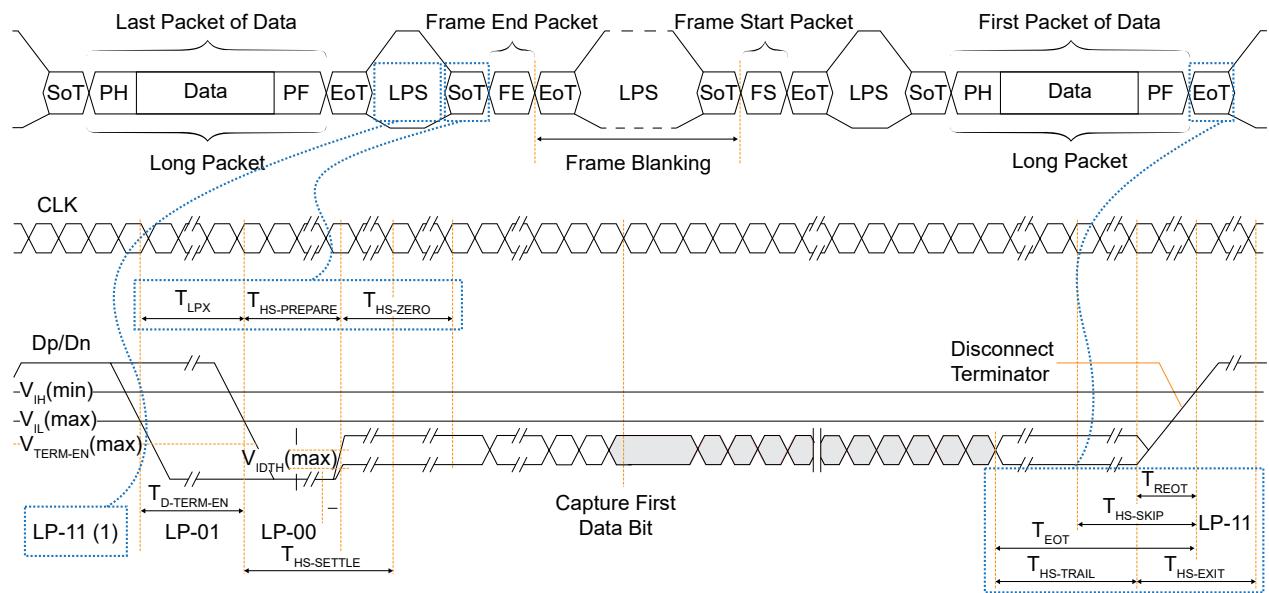 Last Packet of Data
Frame End Packet
Frame Start Packet
First Packet of Data
SoT PH Data PF EoT LPS SoT FE EoT LPS SoT FS EoT LPS SoT PH Data PF EoT
Long Packet
Frame Blanking
Long Packet
CLK
TLPX THS-PREPARE THS-ZERO
Dp/Dn
Disconnect
Terminator
VIH(min)
VIL(max)
VTERM-EN(max)
VIDTH(max)
TD-TERM-EN
Capture First
Data Bit
TREOT
THS-SKIP
LP-11 (1)
LP-01
LP-00
LP-11
TEOT
THS-SETTLE
THS-TRAIL
THS-EXIT